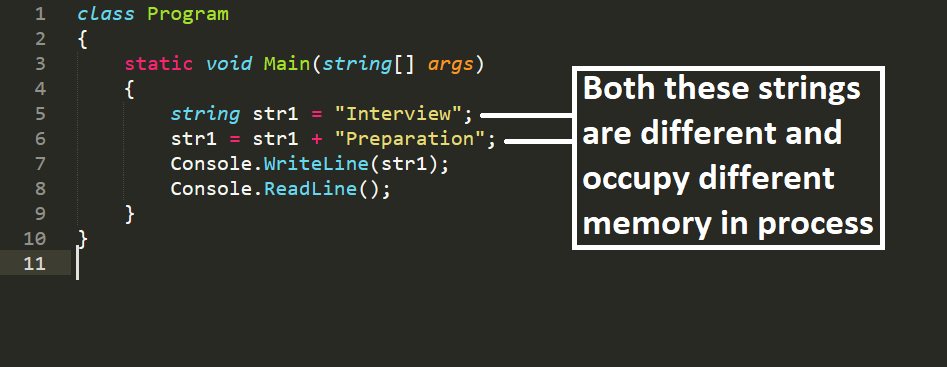 1 class Program
2 {
3     static void Main(string[] args)
4     {
5         string str1 = "Interview";
6         str1 = str1 + "Preparation";
7         Console.WriteLine(str1);
8         Console.ReadLine();
9     }
10 }
11
Both these strings
are different and
occupy different
memory in process